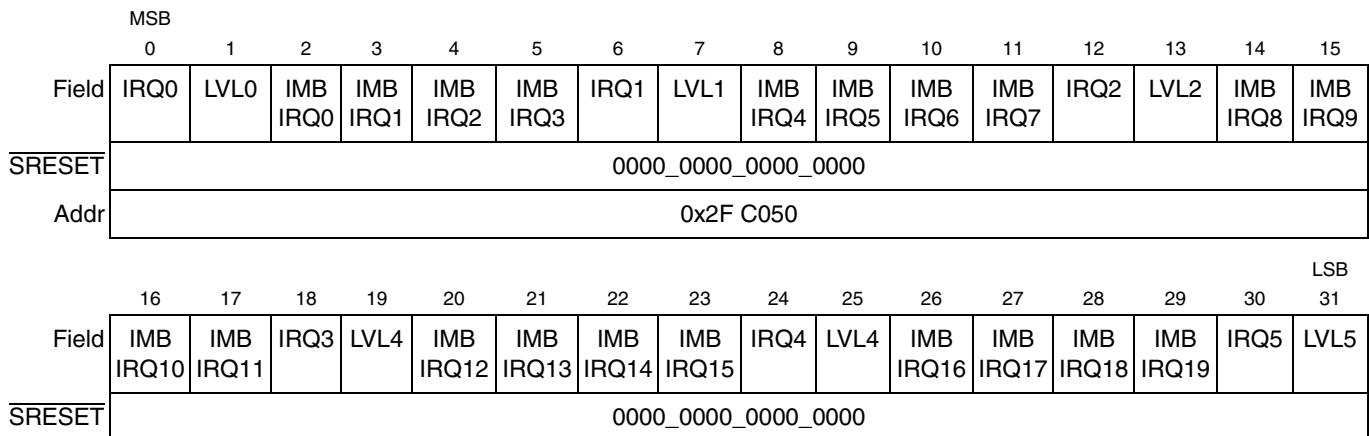 MSB
0 1 2 3 4 5 6 7 8 9 10 11 12 13 14 15
Field IRQ0 LVL0 IMB IMB IMB IMB IRQ1 LVL1 IMB IMB IMB IMB IRQ2 LVL2 IMB IMB
IRQ0 IRQ1 IRQ2 IRQ3 IRQ4 IRQ5 IRQ6 IRQ7 IRQ8 IRQ9
SRESET 0000_0000_0000_0000
Addr 0x2F C050
LSB
16 17 18 19 20 21 22 23 24 25 26 27 28 29 30 31
Field IMB IMB IRQ3 LVL4 IMB IMB IMB IMB IRQ4 LVL4 IMB IMB IMB IMB IRQ5 LVL5
IRQ10 IRQ11 IRQ12 IRQ13 IRQ14 IRQ15 IRQ16 IRQ17 IRQ18 IRQ19
SRESET 0000_0000_0000_0000